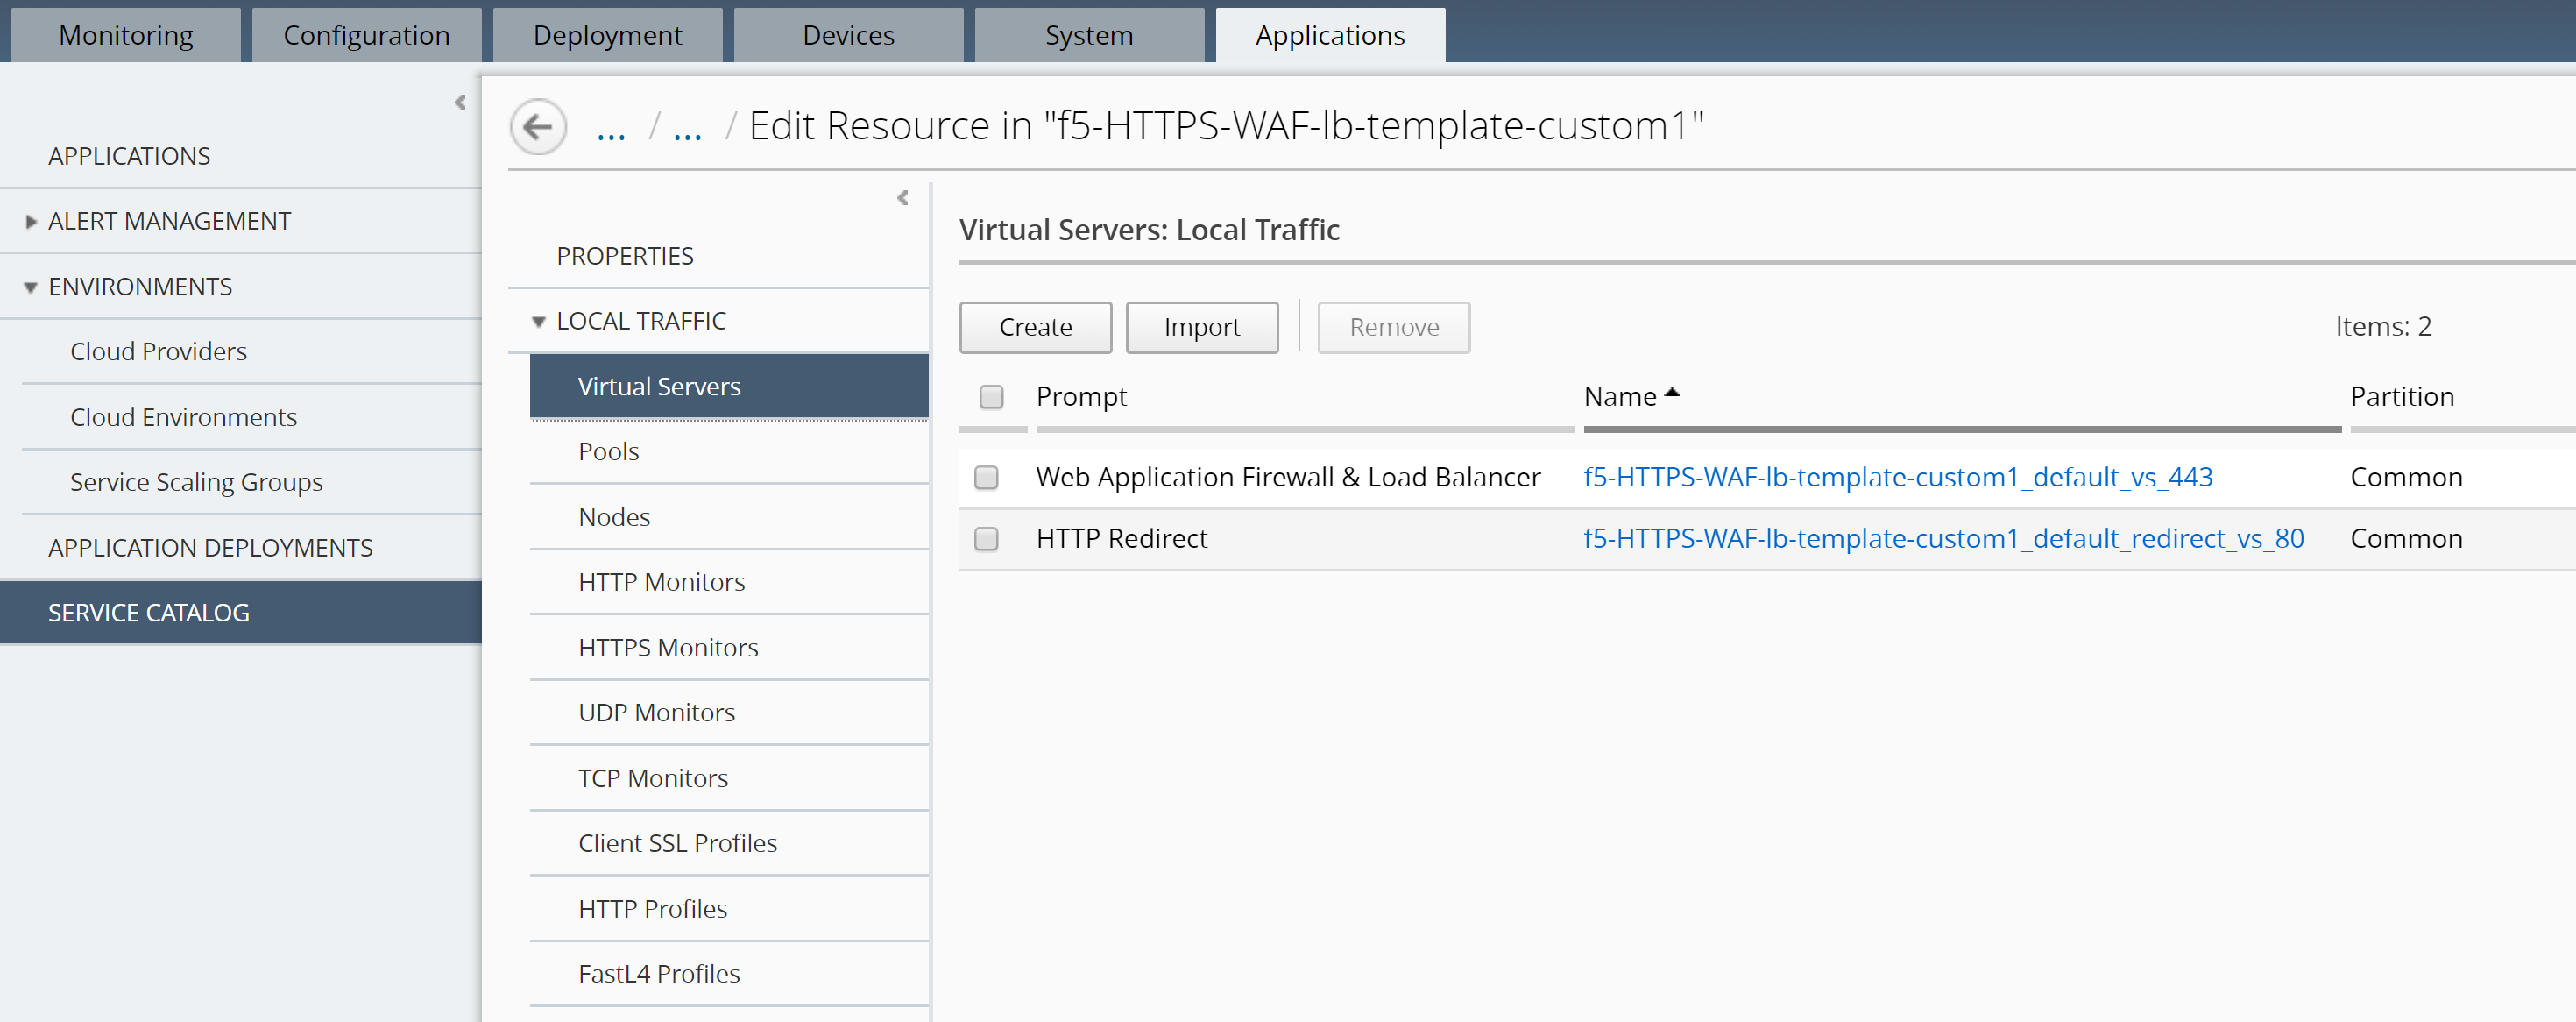 Monitoring Configuration Deployment Devices System Applications
APPLICATIONS
ALERT MANAGEMENT
ENVIRONMENTS
Cloud Providers
Cloud Environments
Service Scaling Groups
APPLICATION DEPLOYMENTS
SERVICE CATALOG
... / ... / Edit Resource in "f5-HTTPS-WAF-lb-template-custom1"
PROPERTIES
LOCAL TRAFFIC
Virtual Servers
Pools
Nodes
HTTP Monitors
HTTPS Monitors
UDP Monitors
TCP Monitors
Client SSL Profiles
HTTP Profiles
FastL4 Profiles
Virtual Servers: Local Traffic
Create Import Remove Items: 2
Prompt Name Partition
Web Application Firewall & Load Balancer f5-HTTPS-WAF-lb-template-custom1_default_vs_443 Common
HTTP Redirect f5-HTTPS-WAF-lb-template-custom1_default_redirect_vs_80 Common